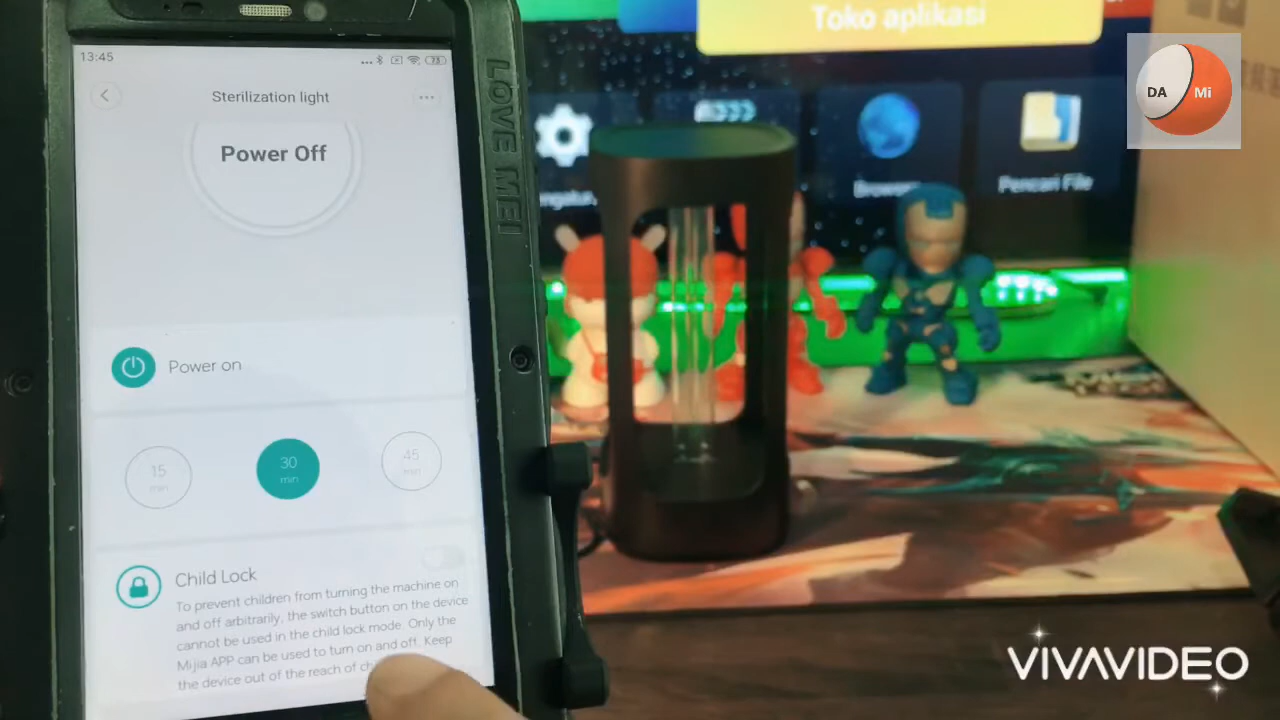 13:45
73
Sterilization light
Power Off
Power on
15
min
30
min
45
min
Child Lock
To prevent children from turning the machine on
and off arbitrarily, the switch button on the device
cannot be used in the child lock mode. Only the
Mijia APP can be used to turn on and off. Keep
the device out of the reach of
LOVE MEI
Toko aplikasi
Pencari File
DA Mi
VIVAVIDEO